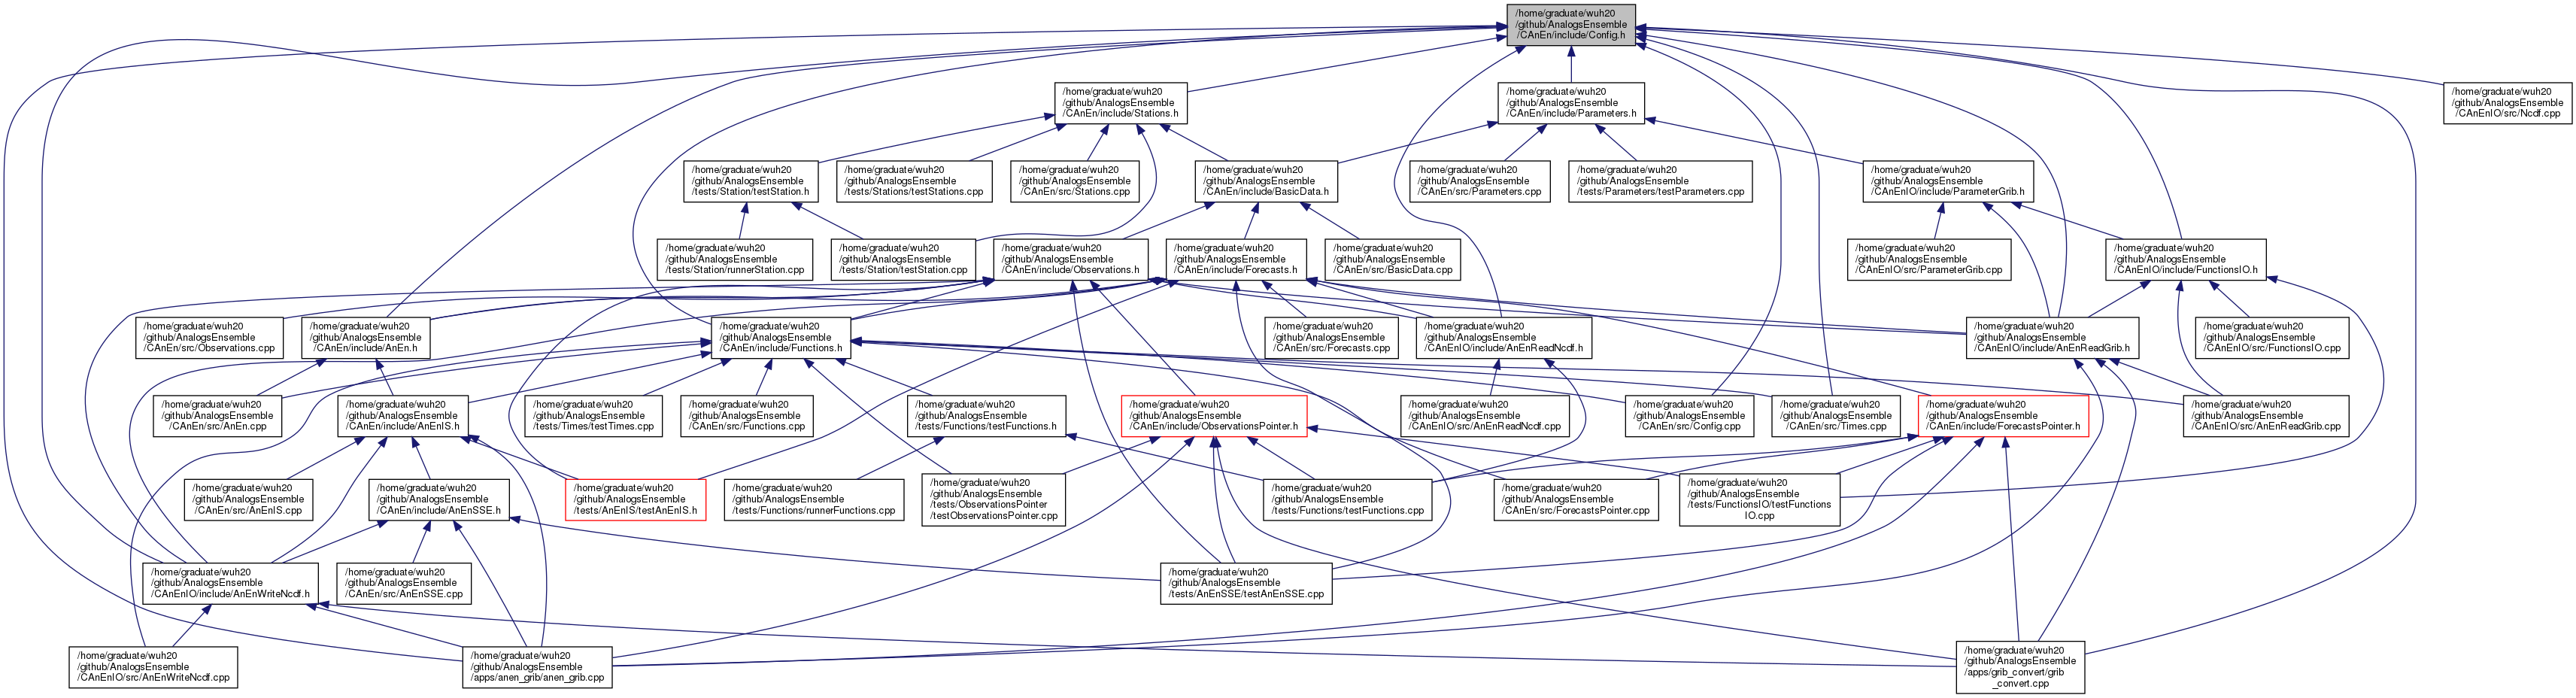 /home/graduate/wuh20
/github/AnalogsEnsemble
/CAnEn/include/Config.h
/home/graduate/wuh20
/github/AnalogsEnsemble
/CAnEn/include/Stations.h
/home/graduate/wuh20
/github/AnalogsEnsemble
/CAnEn/include/Parameters.h
/home/graduate/wuh20
/github/AnalogsEnsemble
/CAnEnIO/src/Ncdf.cpp
/home/graduate/wuh20
/github/AnalogsEnsemble
/tests/Station/testStation.h
/home/graduate/wuh20
/github/AnalogsEnsemble
/tests/Stations/testStations.cpp
/home/graduate/wuh20
/github/AnalogsEnsemble
/CAnEn/src/Stations.cpp
/home/graduate/wuh20
/github/AnalogsEnsemble
/CAnEn/include/BasicData.h
/home/graduate/wuh20
/github/AnalogsEnsemble
/CAnEn/src/Parameters.cpp
/home/graduate/wuh20
/github/AnalogsEnsemble
/tests/Parameters/testParameters.cpp
/home/graduate/wuh20
/github/AnalogsEnsemble
/CAnEnIO/include/ParameterGrib.h
/home/graduate/wuh20
/github/AnalogsEnsemble
/tests/Station/runnerStation.cpp
/home/graduate/wuh20
/github/AnalogsEnsemble
/tests/Station/testStation.cpp
/home/graduate/wuh20
/github/AnalogsEnsemble
/CAnEn/include/Observations.h
/home/graduate/wuh20
/github/AnalogsEnsemble
/CAnEn/include/Forecasts.h
/home/graduate/wuh20
/github/AnalogsEnsemble
/CAnEn/src/BasicData.cpp
/home/graduate/wuh20
/github/AnalogsEnsemble
/CAnEnIO/src/ParameterGrib.cpp
/home/graduate/wuh20
/github/AnalogsEnsemble
/CAnEnIO/include/FunctionsIO.h
/home/graduate/wuh20
/github/AnalogsEnsemble
/CAnEn/src/Observations.cpp
/home/graduate/wuh20
/github/AnalogsEnsemble
/CAnEn/include/AnEn.h
/home/graduate/wuh20
/github/AnalogsEnsemble
/CAnEn/include/Functions.h
/home/graduate/wuh20
/github/AnalogsEnsemble
/CAnEn/src/Forecasts.cpp
/home/graduate/wuh20
/github/AnalogsEnsemble
/CAnEnIO/include/AnEnReadNcdf.h
/home/graduate/wuh20
/github/AnalogsEnsemble
/CAnEnIO/include/AnEnReadGrib.h
/home/graduate/wuh20
/github/AnalogsEnsemble
/CAnEnIO/src/FunctionsIO.cpp
/home/graduate/wuh20
/github/AnalogsEnsemble
/CAnEn/src/AnEn.cpp
/home/graduate/wuh20
/github/AnalogsEnsemble
/CAnEn/include/AnEnIS.h
/home/graduate/wuh20
/github/AnalogsEnsemble
/tests/Times/testTimes.cpp
/home/graduate/wuh20
/github/AnalogsEnsemble
/CAnEn/src/Functions.cpp
/home/graduate/wuh20
/github/AnalogsEnsemble
/tests/Functions/testFunctions.h
/home/graduate/wuh20
/github/AnalogsEnsemble
/CAnEn/include/ObservationsPointer.h
/home/graduate/wuh20
/github/AnalogsEnsemble
/CAnEnIO/src/AnEnReadNcdf.cpp
/home/graduate/wuh20
/github/AnalogsEnsemble
/CAnEn/src/Config.cpp
/home/graduate/wuh20
/github/AnalogsEnsemble
/CAnEn/src/Times.cpp
/home/graduate/wuh20
/github/AnalogsEnsemble
/CAnEn/include/ForecastsPointer.h
/home/graduate/wuh20
/github/AnalogsEnsemble
/CAnEnIO/src/AnEnReadGrib.cpp
/home/graduate/wuh20
/github/AnalogsEnsemble
/CAnEn/src/AnEnIS.cpp
/home/graduate/wuh20
/github/AnalogsEnsemble
/CAnEn/include/AnEnSSE.h
/home/graduate/wuh20
/github/AnalogsEnsemble
/tests/AnEnIS/testAnEnIS.h
/home/graduate/wuh20
/github/AnalogsEnsemble
/tests/Functions/runnerFunctions.cpp
/home/graduate/wuh20
/github/AnalogsEnsemble
/tests/ObservationsPointer
/testObservationsPointer.cpp
/home/graduate/wuh20
/github/AnalogsEnsemble
/tests/Functions/testFunctions.cpp
/home/graduate/wuh20
/github/AnalogsEnsemble
/CAnEn/src/ForecastsPointer.cpp
/home/graduate/wuh20
/github/AnalogsEnsemble
/tests/FunctionsIO/testFunctions
IO.cpp
/home/graduate/wuh20
/github/AnalogsEnsemble
/CAnEnIO/include/AnEnWriteNcdf.h
/home/graduate/wuh20
/github/AnalogsEnsemble
/CAnEn/src/AnEnSSE.cpp
/home/graduate/wuh20
/github/AnalogsEnsemble
/tests/AnEnSSE/testAnEnSSE.cpp
/home/graduate/wuh20
/github/AnalogsEnsemble
/CAnEnIO/src/AnEnWriteNcdf.cpp
/home/graduate/wuh20
/github/AnalogsEnsemble
/apps/anen_grib/anen_grib.cpp
/home/graduate/wuh20
/github/AnalogsEnsemble
/apps/grib_convert/grib
_convert.cpp